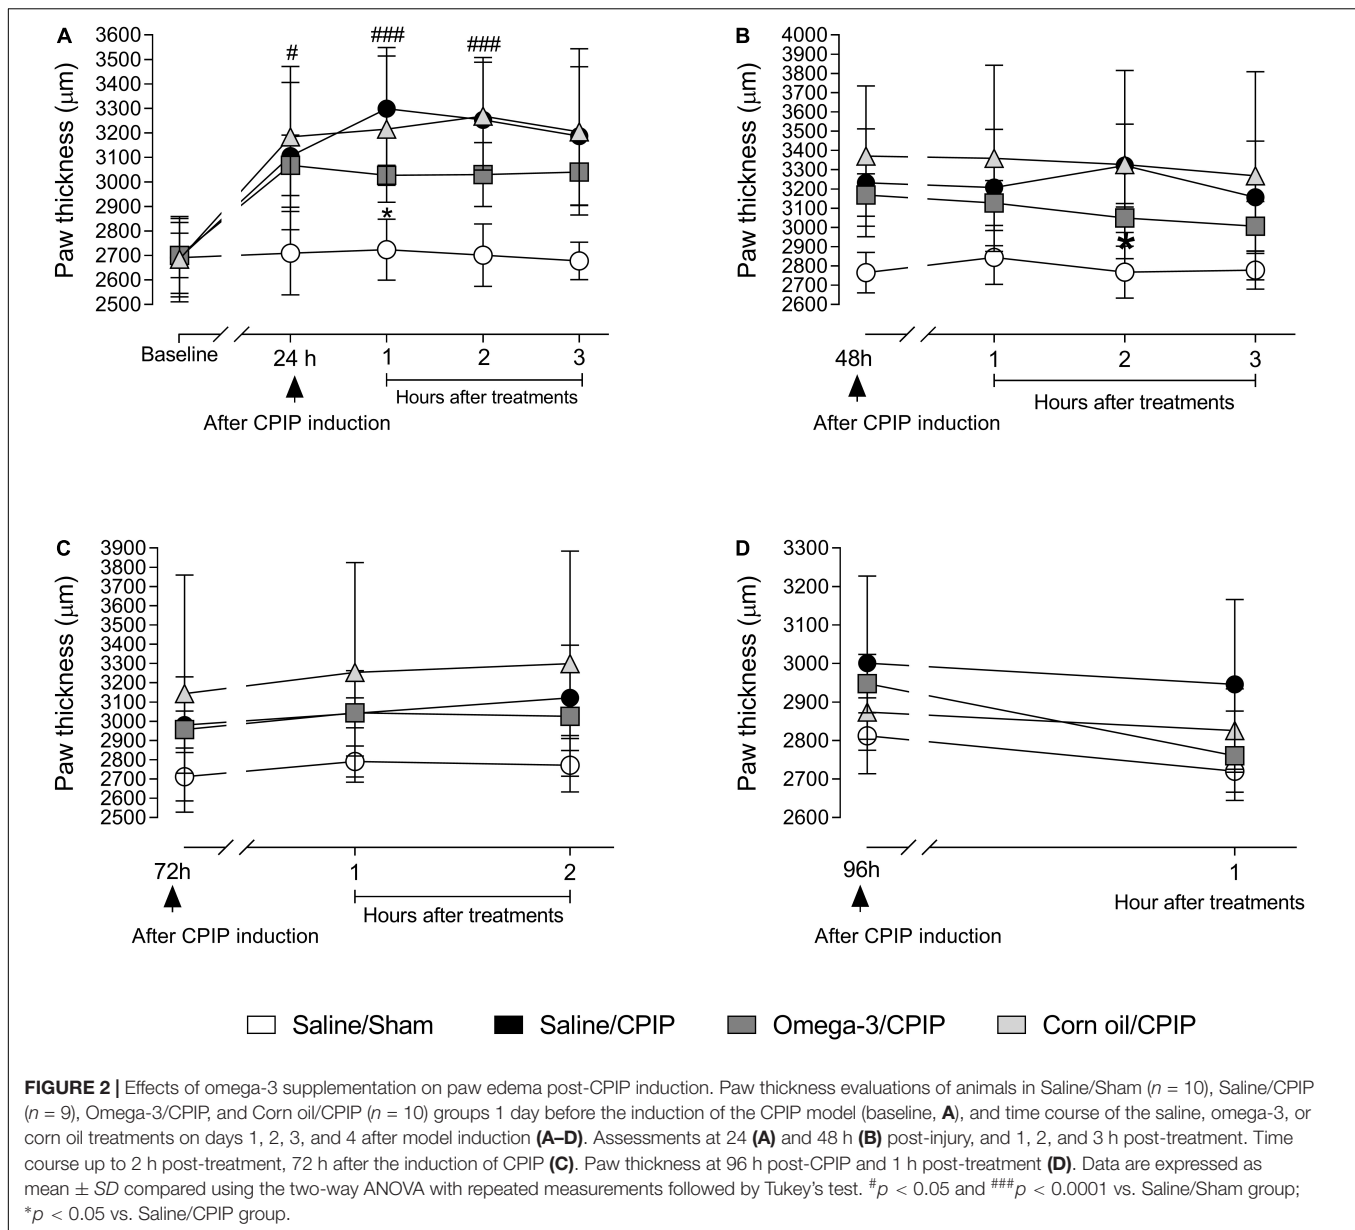 A
Paw thickness (μm)
3600
3500
3400
3300
3200
3100
3000
2900
2800
2700
2600
2500
#
###
###
*
Baseline
24 h
1
2
3
Hours after treatments
After CPIP induction
B
Paw thickness (μm)
4000
3900
3800
3700
3600
3500
3400
3300
3200
3100
3000
2900
2800
2700
2600
*
48h
1
2
3
Hours after treatments
After CPIP induction
C
Paw thickness (μm)
3900
3800
3700
3600
3500
3400
3300
3200
3100
3000
2900
2800
2700
2600
2500
72h
1
2
Hours after treatments
After CPIP induction
D
Paw thickness (μm)
3300
3200
3100
3000
2900
2800
2700
2600
96h
1
Hour after treatments
After CPIP induction
Saline/Sham
Saline/CPIP
Omega-3/CPIP
Corn oil/CPIP
FIGURE 2 | Effects of omega-3 supplementation on paw edema post-CPIP induction. Paw thickness evaluations of animals in Saline/Sham (n = 10), Saline/CPIP
(n = 9), Omega-3/CPIP, and Corn oil/CPIP (n = 10) groups 1 day before the induction of the CPIP model (baseline, A), and time course of the saline, omega-3, or
corn oil treatments on days 1, 2, 3, and 4 after model induction (A–D). Assessments at 24 (A) and 48 h (B) post-injury, and 1, 2, and 3 h post-treatment. Time
course up to 2 h post-treatment, 72 h after the induction of CPIP (C). Paw thickness at 96 h post-CPIP and 1 h post-treatment (D). Data are expressed as
mean ± SD compared using the two-way ANOVA with repeated measurements followed by Tukey's test. #p < 0.05 and ###p < 0.0001 vs. Saline/Sham group;
*p < 0.05 vs. Saline/CPIP group.